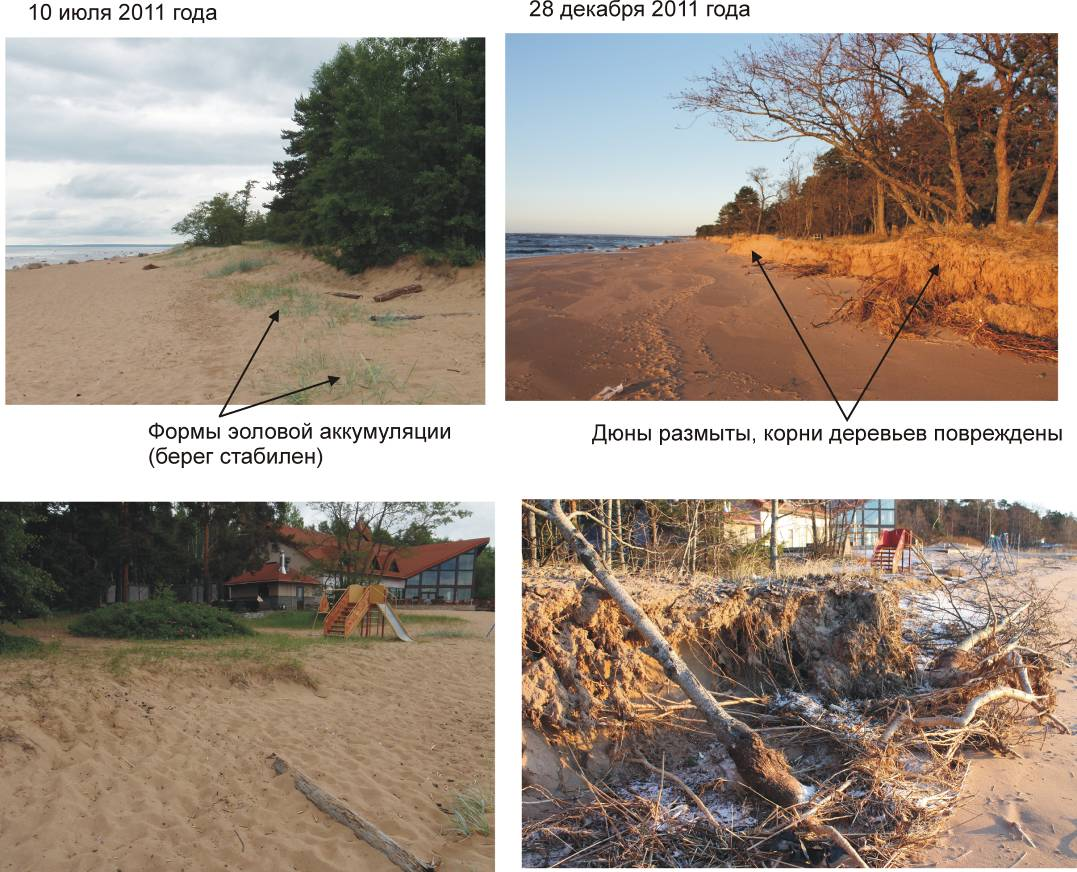 10 июля 2011 года
28 декабря 2011 года
Формы эоловой аккумуляции
(берег стабилен)
Дюны размыты, корни деревьев повреждены